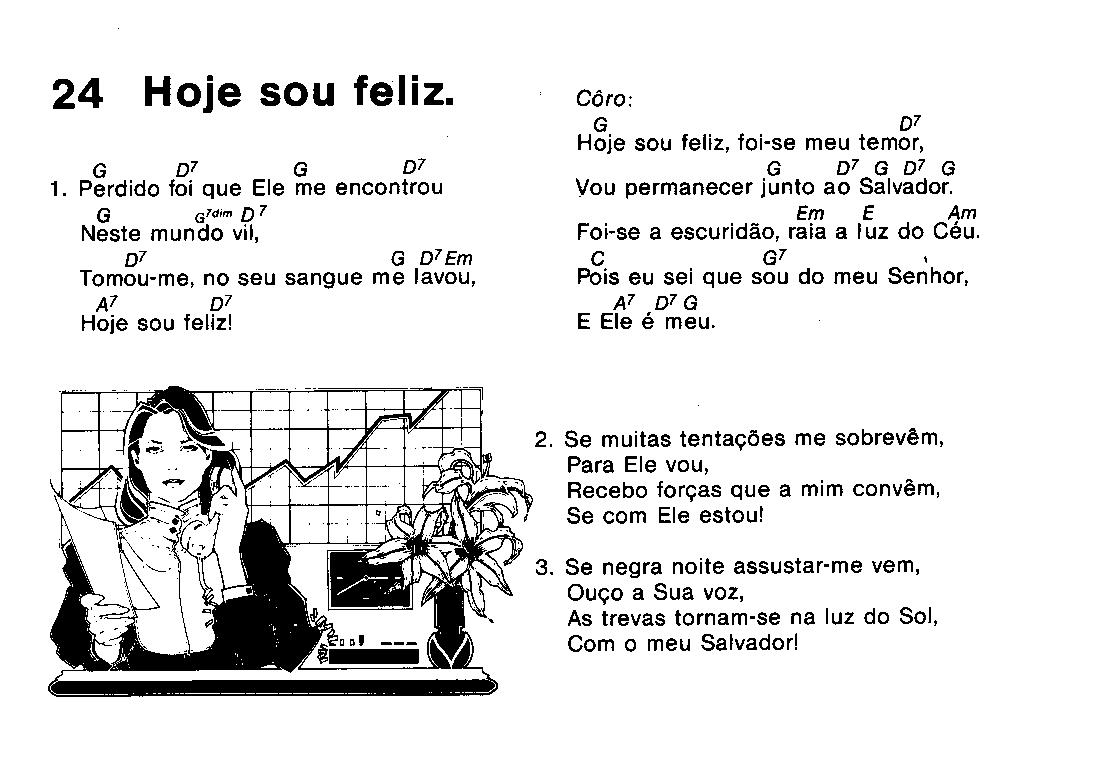 24 Hoje sou feliz.
G D7 G D7
1. Perdido foi que Ele me encontrou
G G7dim D7
Neste mundo vil,
D7 G D7 Em
Tomou-me, no seu sangue me lavou,
A7 D7
Hoje sou feliz!
Côro:
G D7
Hoje sou feliz, foi-se meu temor,
G D7 G D7 G
Vou permanecer junto ao Salvador.
Em E Am
Foi-se a escuridão, raia a luz do Céu.
C G7
Pois eu sei que sou do meu Senhor,
A7 D7 G
E Ele é meu.
2. Se muitas tentações me sobrevêm,
Para Ele vou,
Recebo forças que a mim convêm,
Se com Ele estou!
3. Se negra noite assustar-me vem,
Ouço a Sua voz,
As trevas tornam-se na luz do Sol,
Com o meu Salvador!